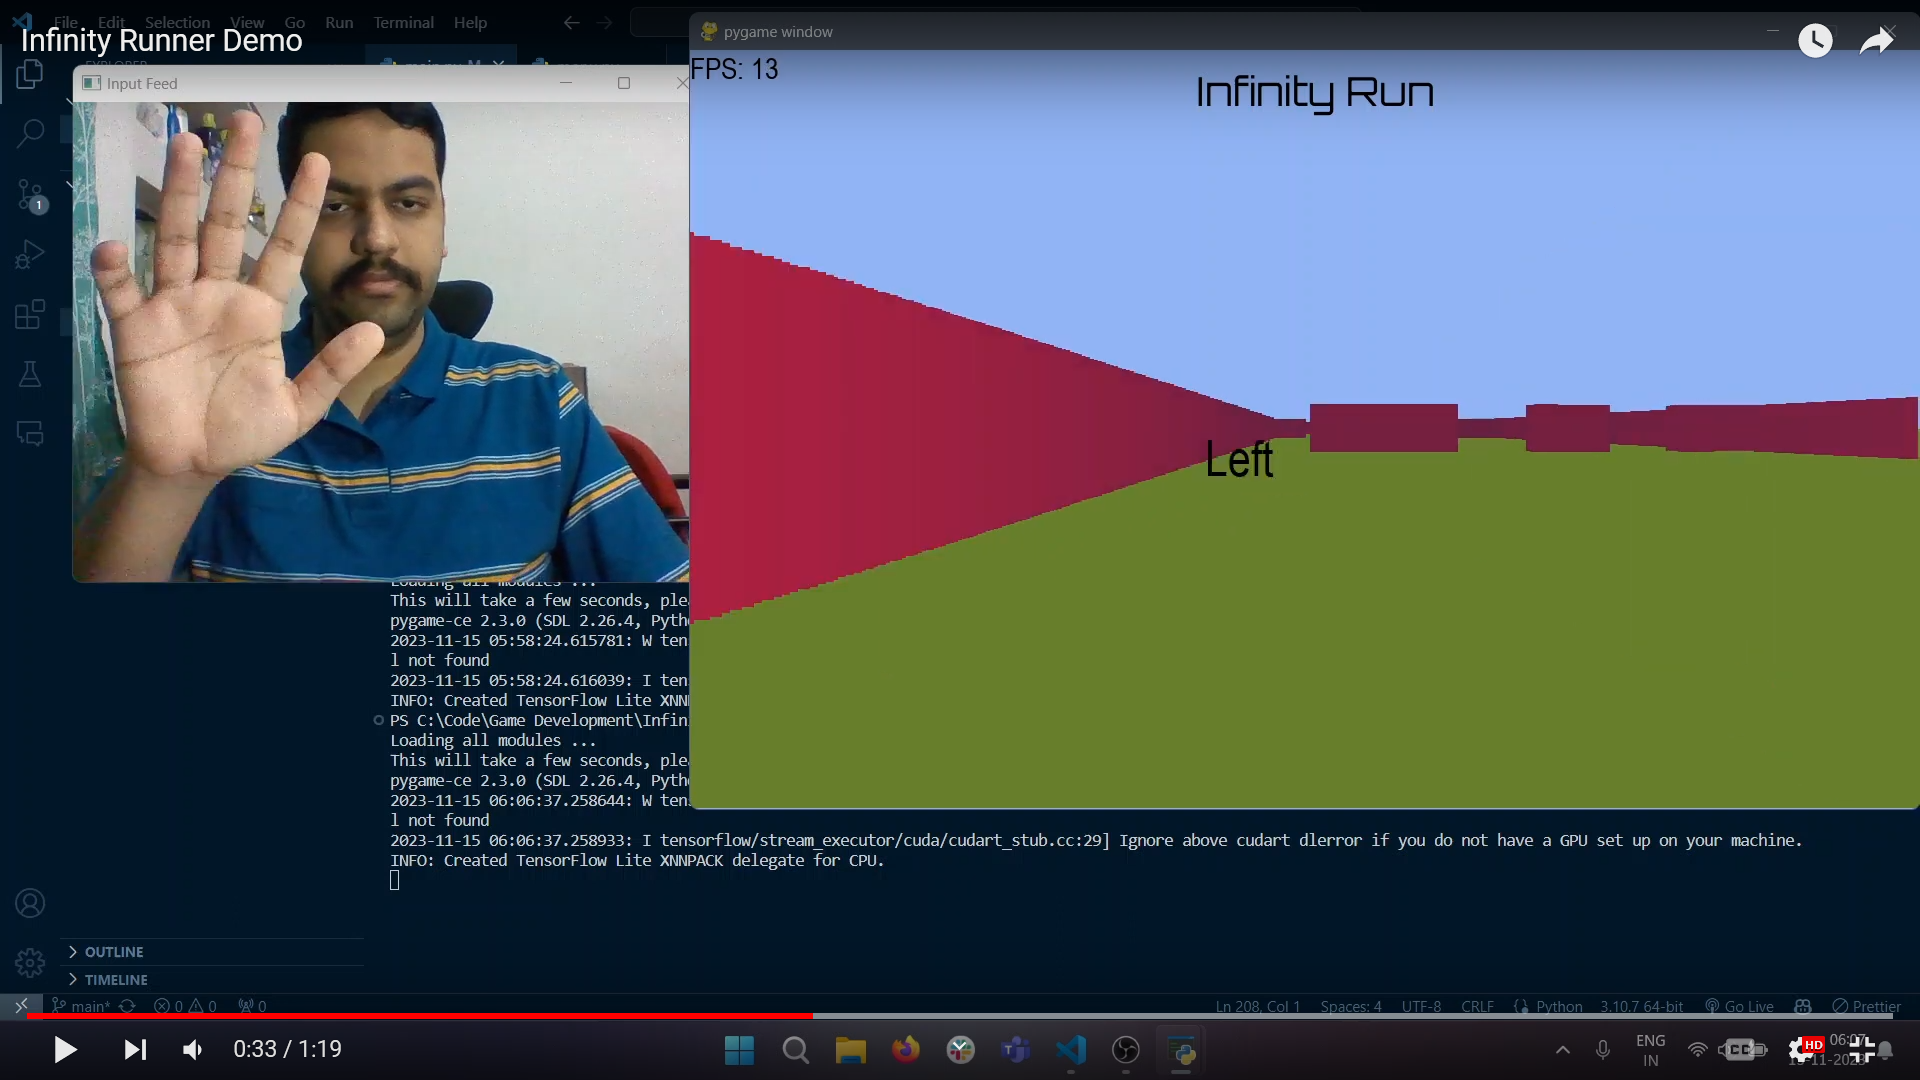 File Edit Selection View Go Run Terminal Help
Infinity Runner Demo
EXPLORER
Input Feed
pygame window
FPS: 13
Infinity Run
Left
1
Loading all modules ...
This will take a few seconds, plea
pygame-ce 2.3.0 (SDL 2.26.4, Pyth
2023-11-15 05:58:24.615781: W ten
l not found
2023-11-15 05:58:24.616039: I ten
INFO: Created TensorFlow Lite XNN
PS C:\Code\Game Development\Infin
Loading all modules ...
This will take a few seconds, plea
pygame-ce 2.3.0 (SDL 2.26.4, Pyth
2023-11-15 06:06:37.258644: W ten
l not found
2023-11-15 06:06:37.258933: I tensorflow/stream_executor/cuda/cudart_stub.cc:29] Ignore above cudart dlerror if you do not have a GPU set up on your machine.
INFO: Created TensorFlow Lite XNNPACK delegate for CPU.
OUTLINE
TIMELINE
main* 0 0 0 Ln 208, Col 1 Spaces: 4 UTF-8 CRLF Python 3.10.7 64-bit Go Live Prettier
0:33 / 1:19
ENG
IN
CC
HD
06:07